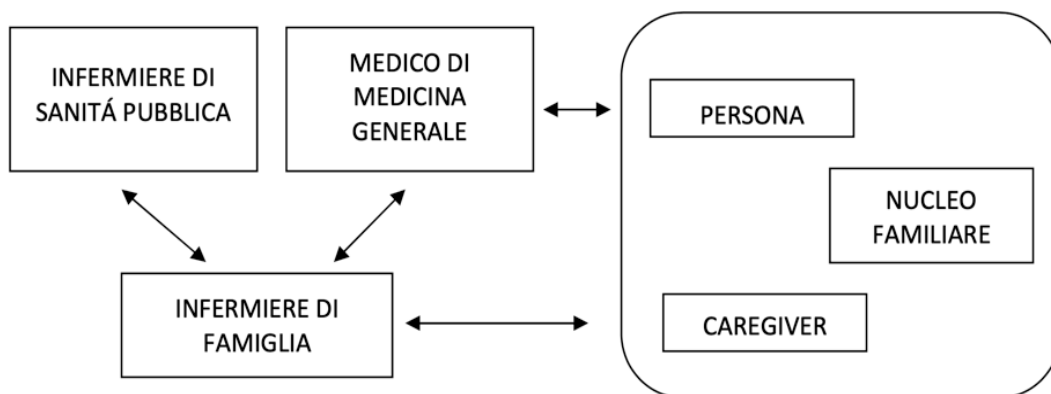 INFERMIERE DI
SANITÁ PUBBLICA
MEDICO DI
MEDICINA
GENERALE
PERSONA
NUCLEO
FAMILIARE
INFERMIERE DI
FAMIGLIA
CAREGIVER